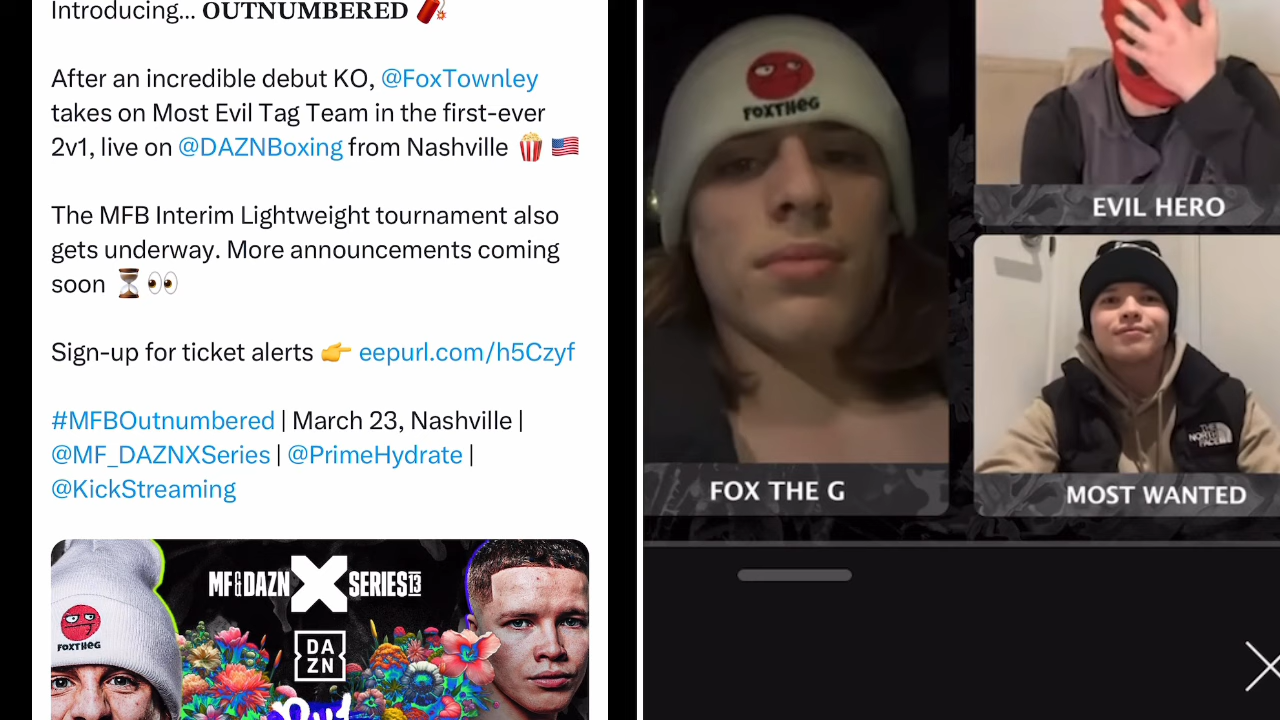 Introducing... OUTNUMBERED 🧨
After an incredible debut KO, @FoxTownley
takes on Most Evil Tag Team in the first-ever
2v1, live on @DAZNBoxing from Nashville 🍿 🇺🇸
The MFB Interim Lightweight tournament also
gets underway. More announcements coming
soon ⏳ 👀
Sign-up for ticket alerts 👉 eepurl.com/h5Czyf
#MFBOutnumbered | March 23, Nashville |
@MF_DAZNXSeries | @PrimeHydrate |
@KickStreaming
MF&DAZN X SERIES 13
FOXTHEG
DA
ZN
Out
FOXTHEG
FOX THE G
EVIL HERO
THE
NORTH
FACE
MOST WANTED